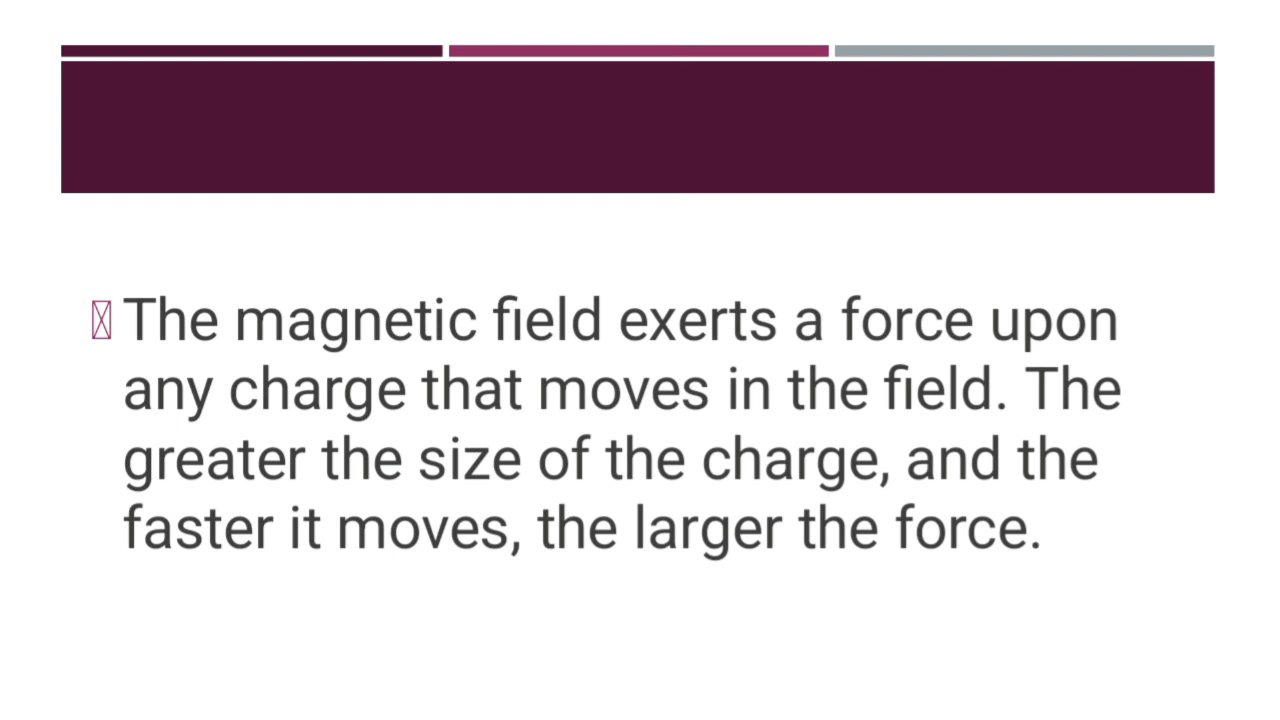 The magnetic field exerts a force upon
any charge that moves in the field. The
greater the size of the charge, and the
faster it moves, the larger the force.